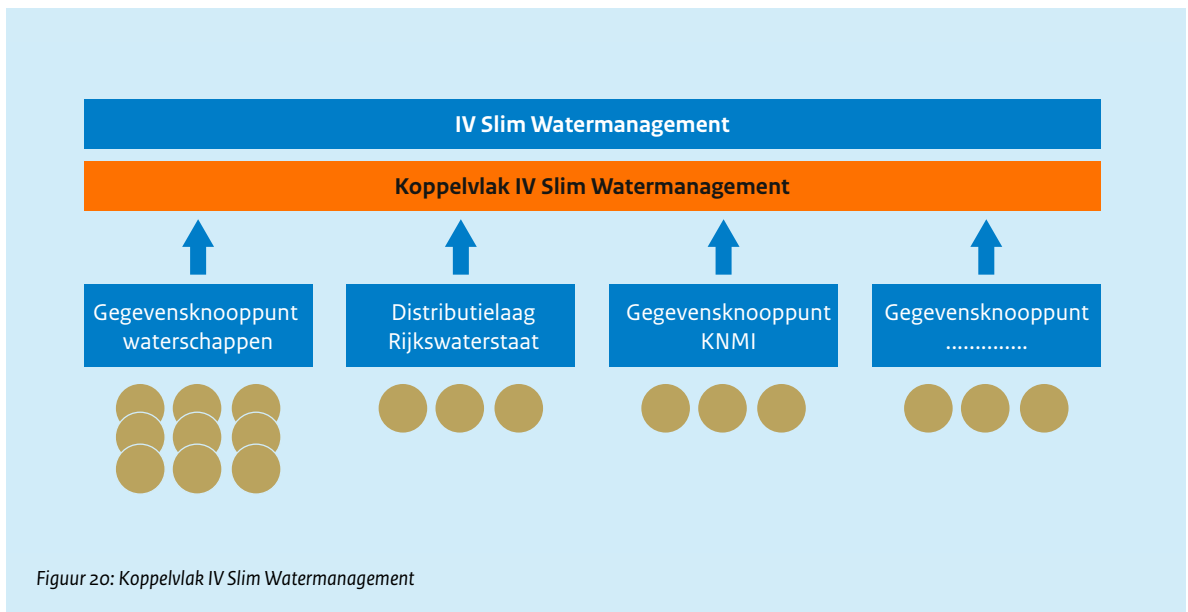 IV Slim Watermanagement
Koppelvlak IV Slim Watermanagement
Gegevensknooppunt
waterschappen
Distributielaag
Rijkswaterstaat
Gegevensknooppunt
KNMI
Gegevensknooppunt
..............
Figuur 20: Koppelvlak IV Slim Watermanagement